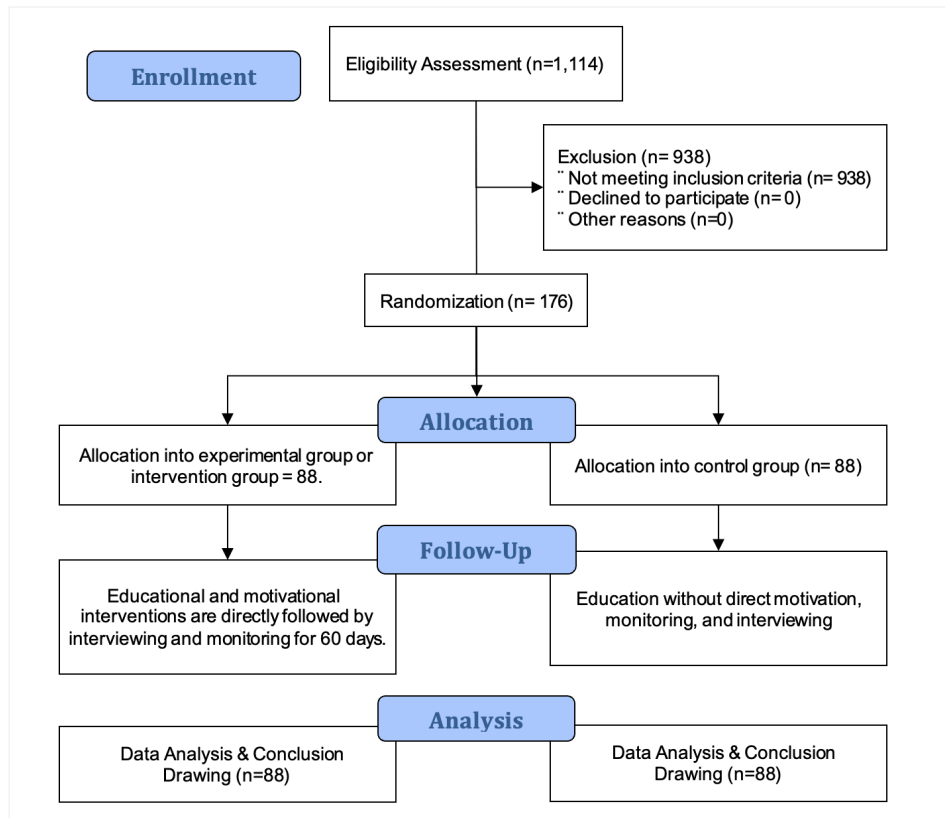 Enrollment
Eligibility Assessment (n=1,114)
Exclusion (n= 938)
¨ Not meeting inclusion criteria (n= 938)
¨ Declined to participate (n= 0)
¨ Other reasons (n=0)
Randomization (n= 176)
Allocation
Allocation into experimental group or
intervention group = 88.
Allocation into control group (n= 88)
Follow-Up
Educational and motivational
interventions are directly followed by
interviewing and monitoring for 60 days.
Education without direct motivation,
monitoring, and interviewing
Analysis
Data Analysis & Conclusion
Drawing (n=88)
Data Analysis & Conclusion
Drawing (n=88)